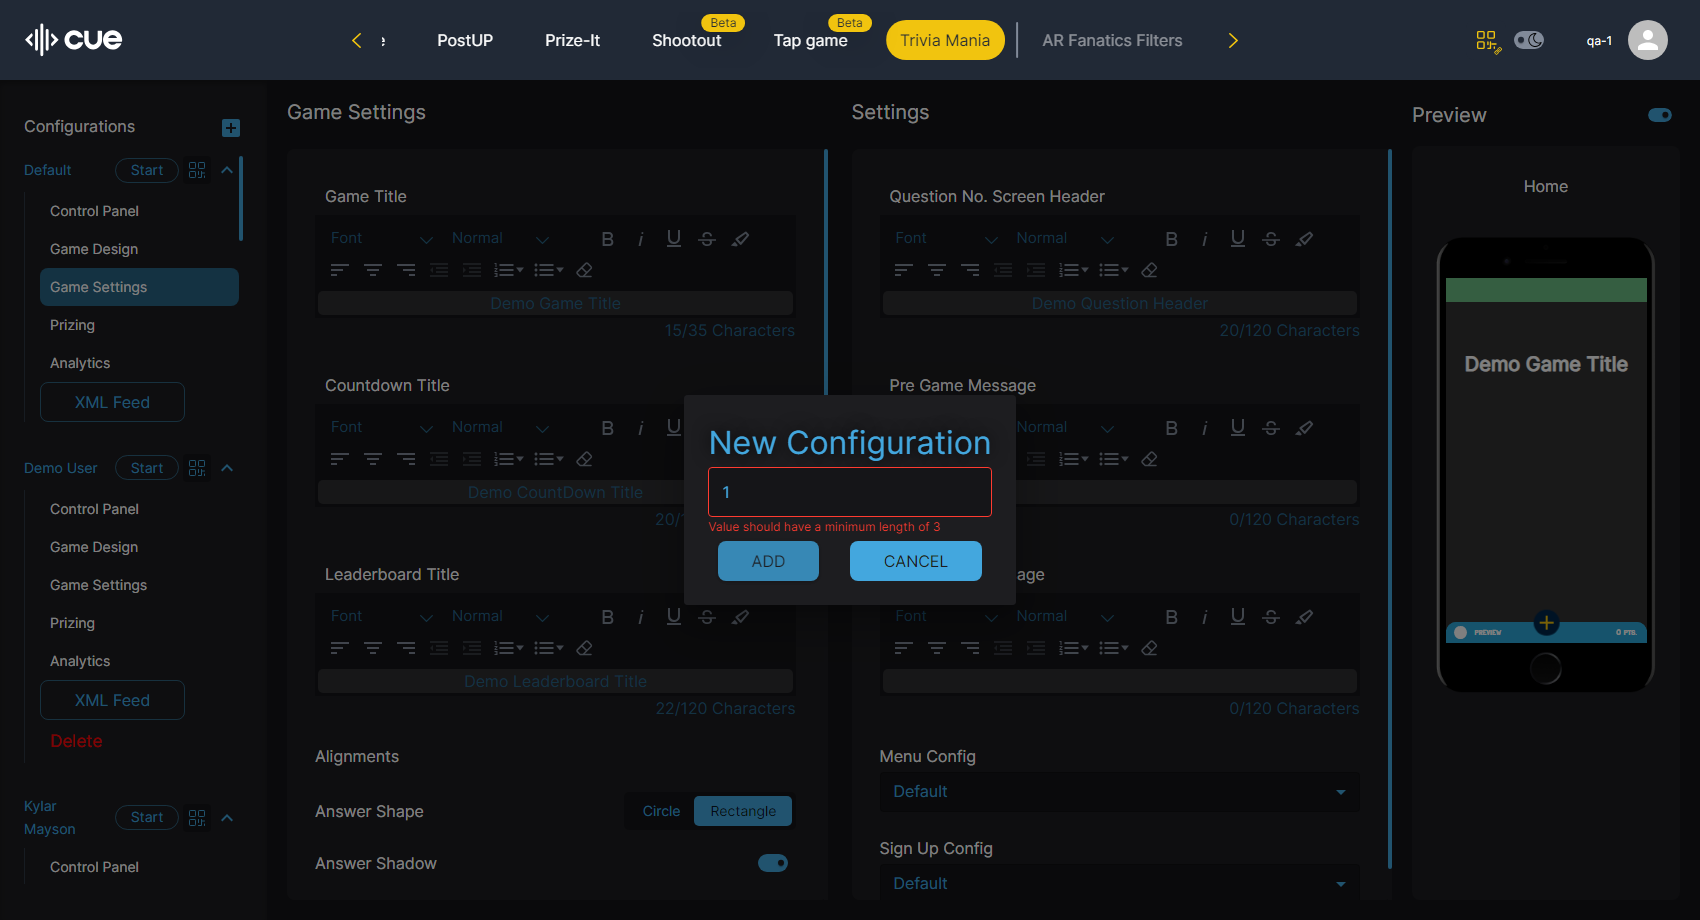 cue
PostUP
Prize-It
Beta
Shootout
Beta
Tap game
Trivia Mania
AR Fanatics Filters
qa-1
Configurations
Default
Start
Control Panel
Game Design
Game Settings
Prizing
Analytics
XML Feed
Demo User
Start
Control Panel
Game Design
Game Settings
Prizing
Analytics
XML Feed
Delete
Kylar
Mayson
Start
Control Panel
Game Settings
Game Title
Font Normal B i U S
Demo Game Title
15/35 Characters
Countdown Title
Font Normal B i U
Demo CountDown Title
20/1
Leaderboard Title
Font Normal B i U S
Demo Leaderboard Title
22/120 Characters
Alignments
Answer Shape
Circle Rectangle
Answer Shadow
New Configuration
1
Value should have a minimum length of 3
ADD CANCEL
Settings
Question No. Screen Header
Font Normal B i U S
Demo Question Header
20/120 Characters
Pre Game Message
Normal B i U S
0/120 Characters
age
Font Normal B i U S
0/120 Characters
Menu Config
Default
Sign Up Config
Default
Preview
Home
Demo Game Title
PREVIEW
0 PTS.